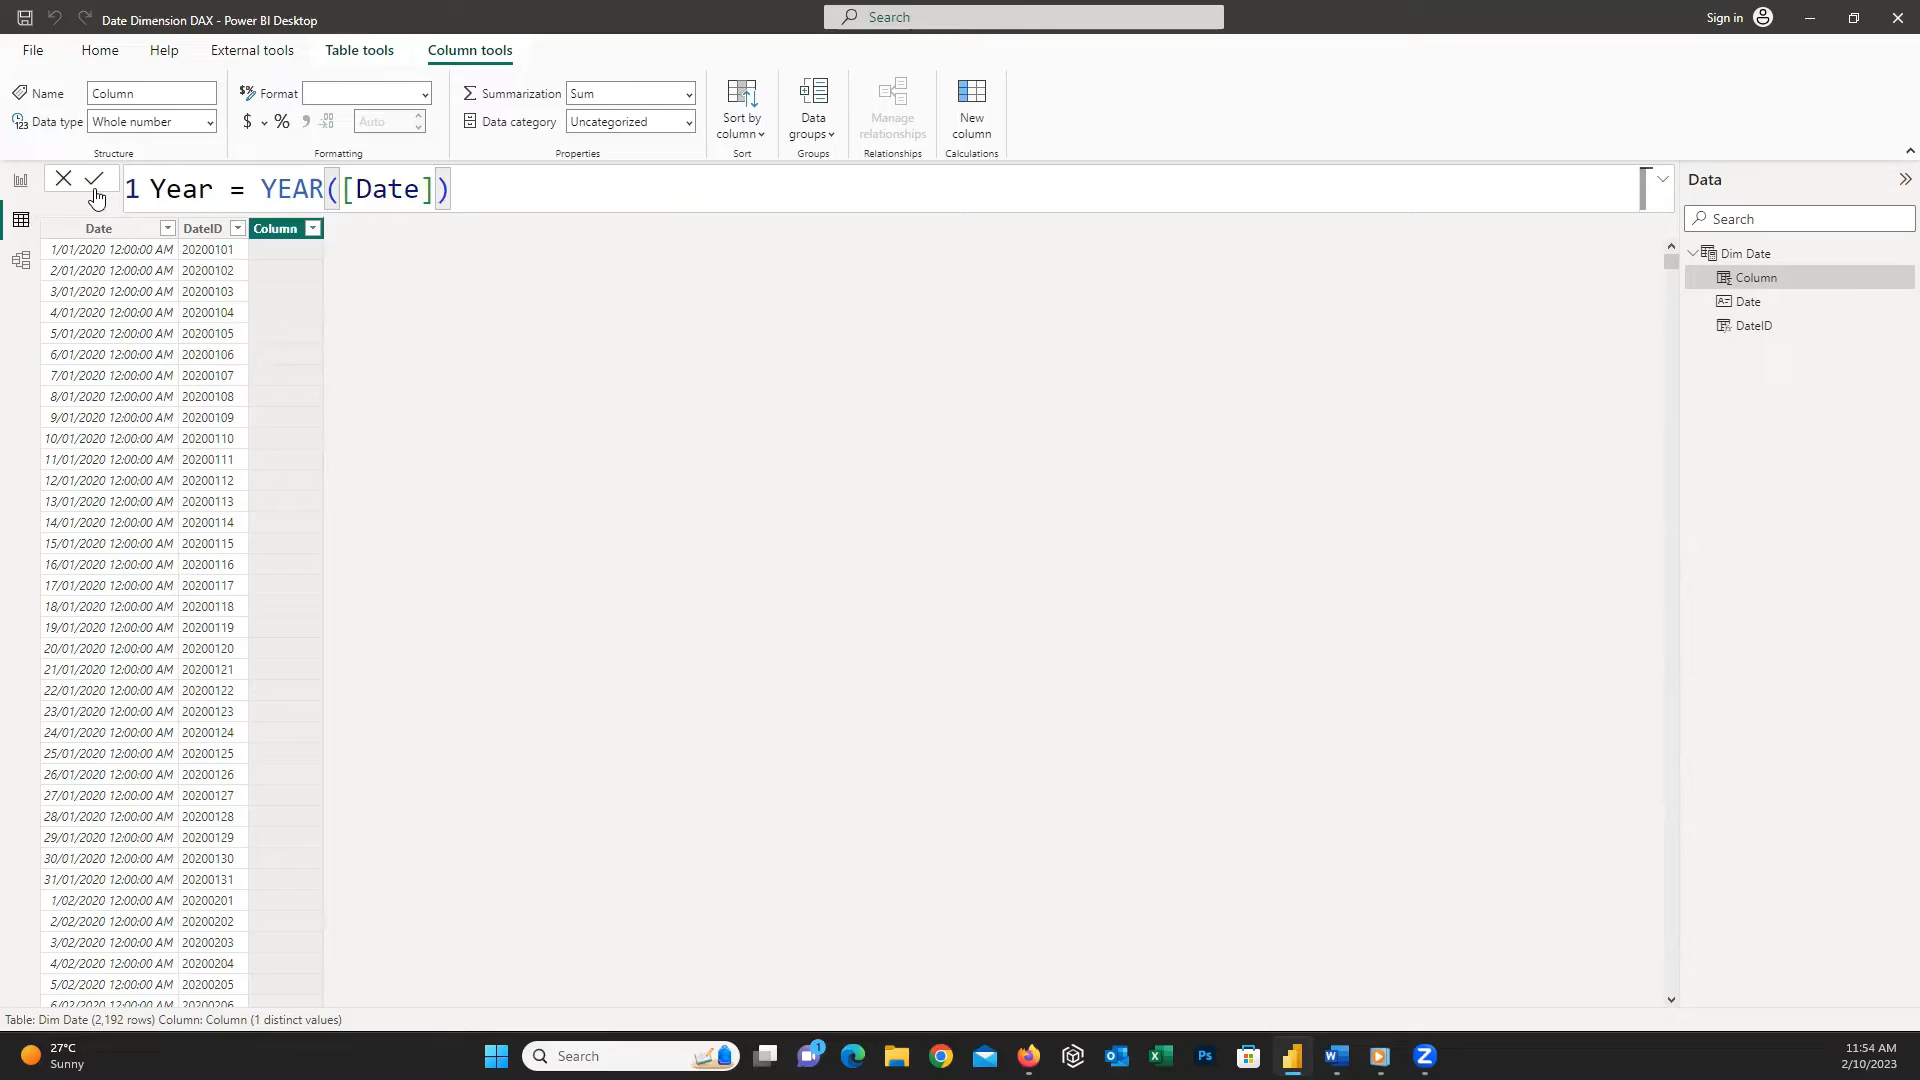 Date Dimension DAX - Power BI Desktop
Search
Sign in
File
Home
Help
External tools
Table tools
Column tools
Name
Column
Format
Summarization
Sum
Data type
Whole number
$
%
Auto
Data category
Uncategorized
Sort by
column
Data
groups
Manage
relationships
New
column
Structure
Formatting
Properties
Sort
Groups
Relationships
Calculations
1 Year = YEAR([Date])
Data
Search
Dim Date
Column
Date
DateID
Date DateID Column
1/01/2020 12:00:00 AM 20200101
2/01/2020 12:00:00 AM 20200102
3/01/2020 12:00:00 AM 20200103
4/01/2020 12:00:00 AM 20200104
5/01/2020 12:00:00 AM 20200105
6/01/2020 12:00:00 AM 20200106
7/01/2020 12:00:00 AM 20200107
8/01/2020 12:00:00 AM 20200108
9/01/2020 12:00:00 AM 20200109
10/01/2020 12:00:00 AM 20200110
11/01/2020 12:00:00 AM 20200111
12/01/2020 12:00:00 AM 20200112
13/01/2020 12:00:00 AM 20200113
14/01/2020 12:00:00 AM 20200114
15/01/2020 12:00:00 AM 20200115
16/01/2020 12:00:00 AM 20200116
17/01/2020 12:00:00 AM 20200117
18/01/2020 12:00:00 AM 20200118
19/01/2020 12:00:00 AM 20200119
20/01/2020 12:00:00 AM 20200120
21/01/2020 12:00:00 AM 20200121
22/01/2020 12:00:00 AM 20200122
23/01/2020 12:00:00 AM 20200123
24/01/2020 12:00:00 AM 20200124
25/01/2020 12:00:00 AM 20200125
26/01/2020 12:00:00 AM 20200126
27/01/2020 12:00:00 AM 20200127
28/01/2020 12:00:00 AM 20200128
29/01/2020 12:00:00 AM 20200129
30/01/2020 12:00:00 AM 20200130
31/01/2020 12:00:00 AM 20200131
1/02/2020 12:00:00 AM 20200201
2/02/2020 12:00:00 AM 20200202
3/02/2020 12:00:00 AM 20200203
4/02/2020 12:00:00 AM 20200204
5/02/2020 12:00:00 AM 20200205
6/02/2020 12:00:00 AM 20200206
Table: Dim Date (2,192 rows) Column: Column (1 distinct values)
27°C
Sunny
Search
1
Ps
11:54 AM
2/10/2023